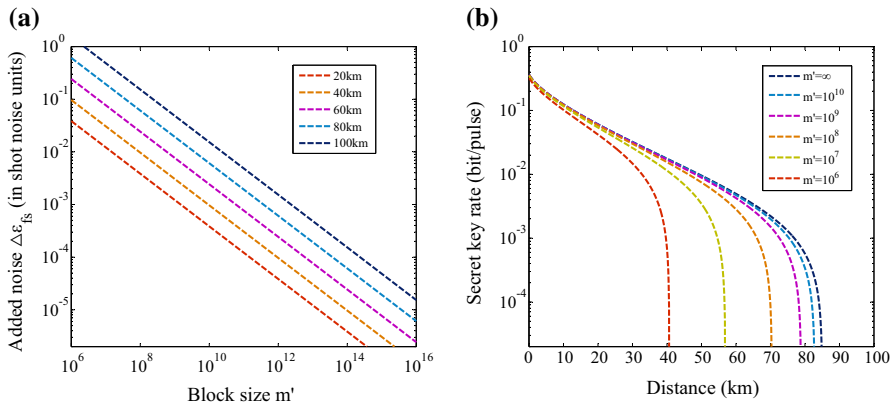 (a)
Added noise Δε_fs (in shot noise units)
10^0
10^-1
10^-2
10^-3
10^-4
10^-5
10^6
10^8
10^10
10^12
10^14
10^16
Block size m'
20km
40km
60km
80km
100km
(b)
Secret key rate (bit/pulse)
10^0
10^-1
10^-2
10^-3
10^-4
0
10
20
30
40
50
60
70
80
90
100
Distance (km)
m'=∞
m'=10^10
m'=10^9
m'=10^8
m'=10^7
m'=10^6